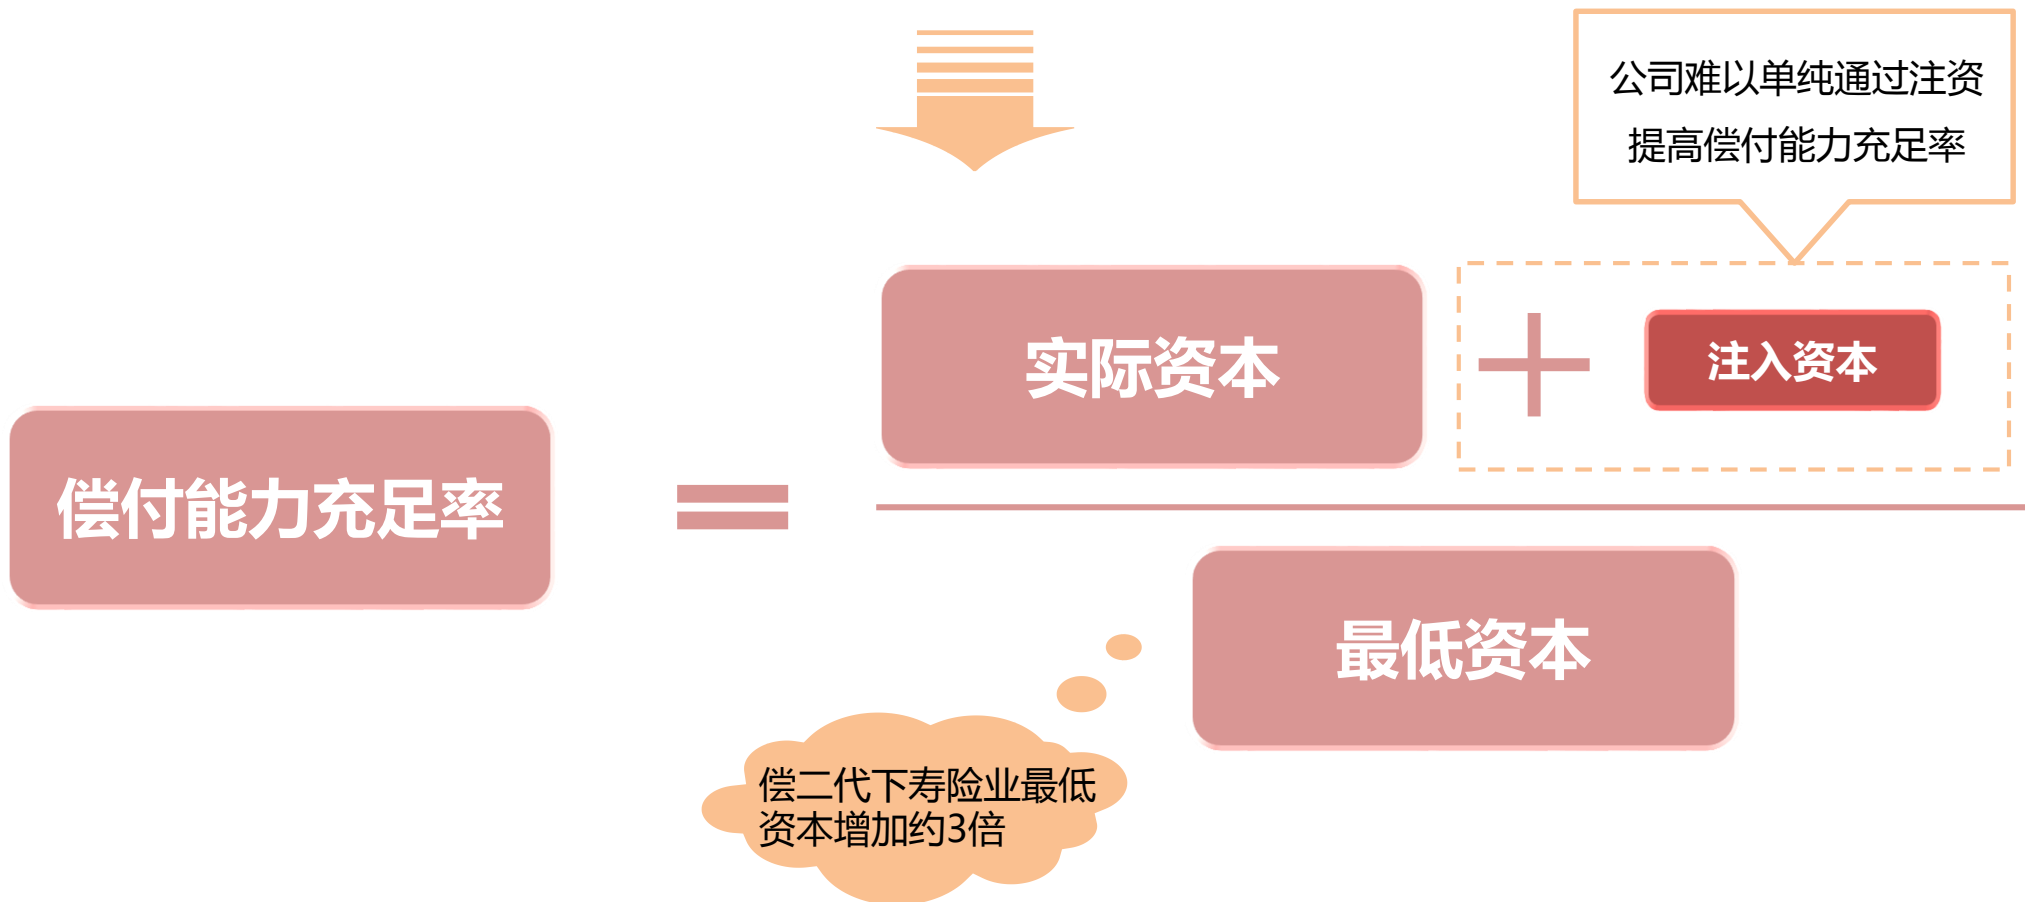 公司难以单纯通过注资
提高偿付能力充足率
实际资本
注入资本
偿付能力充足率
最低资本
偿二代下寿险业最低
资本增加约3倍